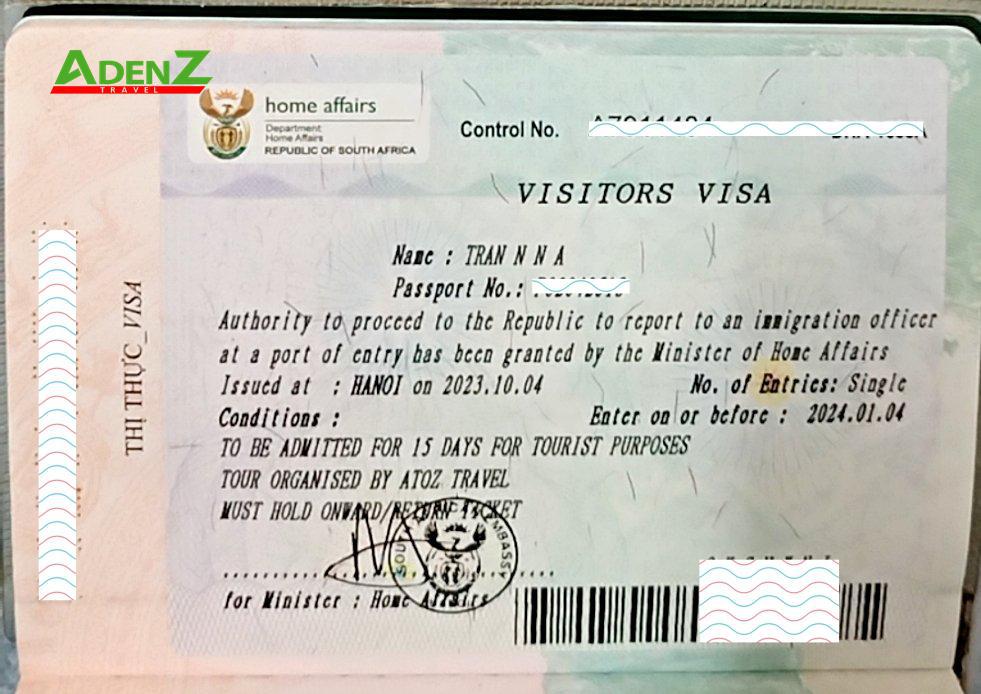 ADENZ
TRAVEL
home affairs
Department:
Home Affairs
REPUBLIC OF SOUTH AFRICA
Control No.
VISITORS VISA
Name : TRAN N N A
Passport No.:
Authority to proceed to the Republic to report to an immigration officer
at a port of entry has been granted by the Minister of Home Affairs
Issued at : HANOI on 2023.10.04 No. of Entries: Single
Conditions : Enter on or before : 2024.01.04
TO BE ADMITTED FOR 15 DAYS FOR TOURIST PURPOSES
TOUR ORGANISED BY ATOZ TRAVEL
MUST HOLD ONWARD/RETURN TICKET
for Minister : Home Affairs
THỊ THỰC_VISA